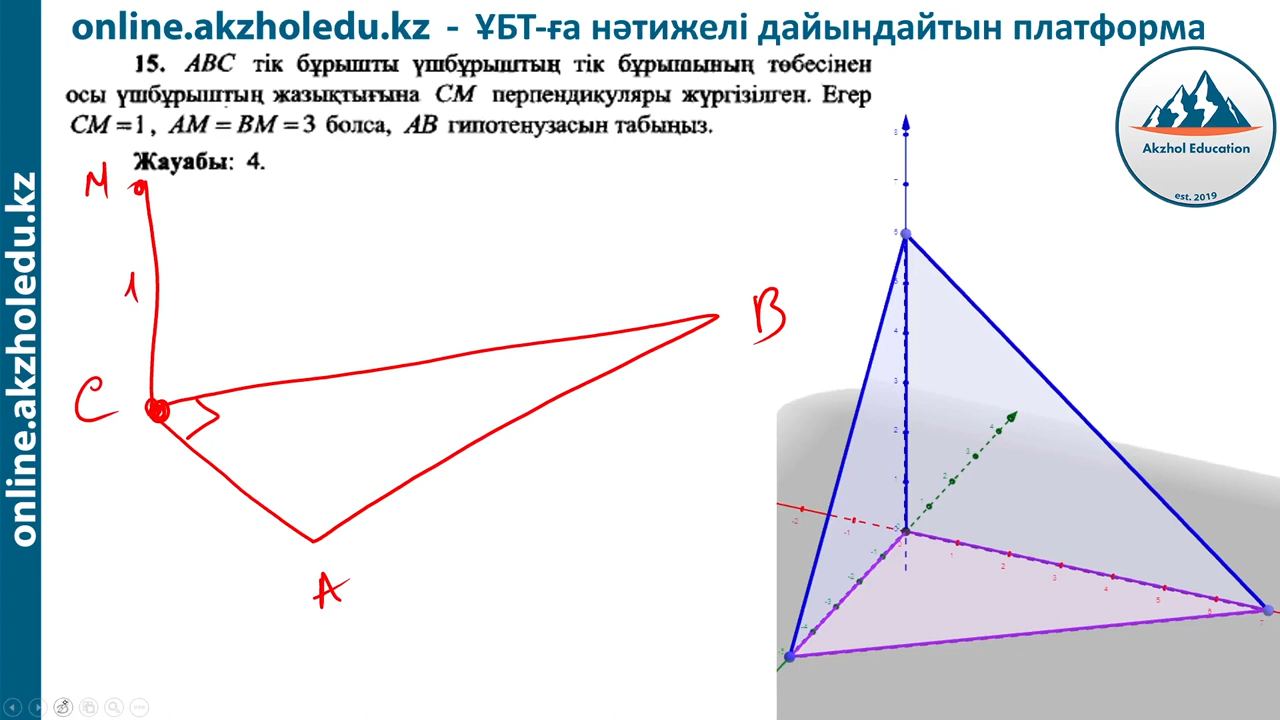 online.akzholedu.kz - ҰБТ-ға нәтижелі дайындайтын платформа
15. ABC тік бұрышты үшбұрыштың тік бұрышының төбесінен
осы үшбұрыштың жазықтығына CM перпендикуляры жүргізілген. Егер
CM = 1, AM = BM = 3 болса, AB гипотенузасын табыңыз.
Жауабы: 4.
Akzhol Education
est. 2019
online.akzholedu.kz
M
1
C
B
A